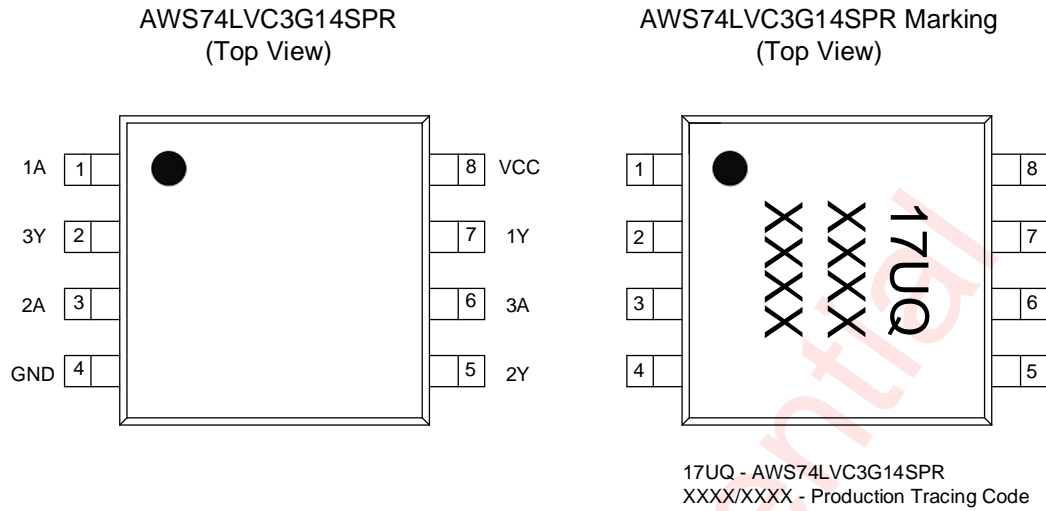 AWS74LVC3G14SPR
(Top View)
1A 1
3Y 2
2A 3
GND 4
8 VCC
7 1Y
6 3A
5 2Y
AWS74LVC3G14SPR Marking
(Top View)
1
2
3
4
8
7
6
5
17UQ
XXXX
XXXX
17UQ - AWS74LVC3G14SPR
XXXX/XXXX - Production Tracing Code
ential